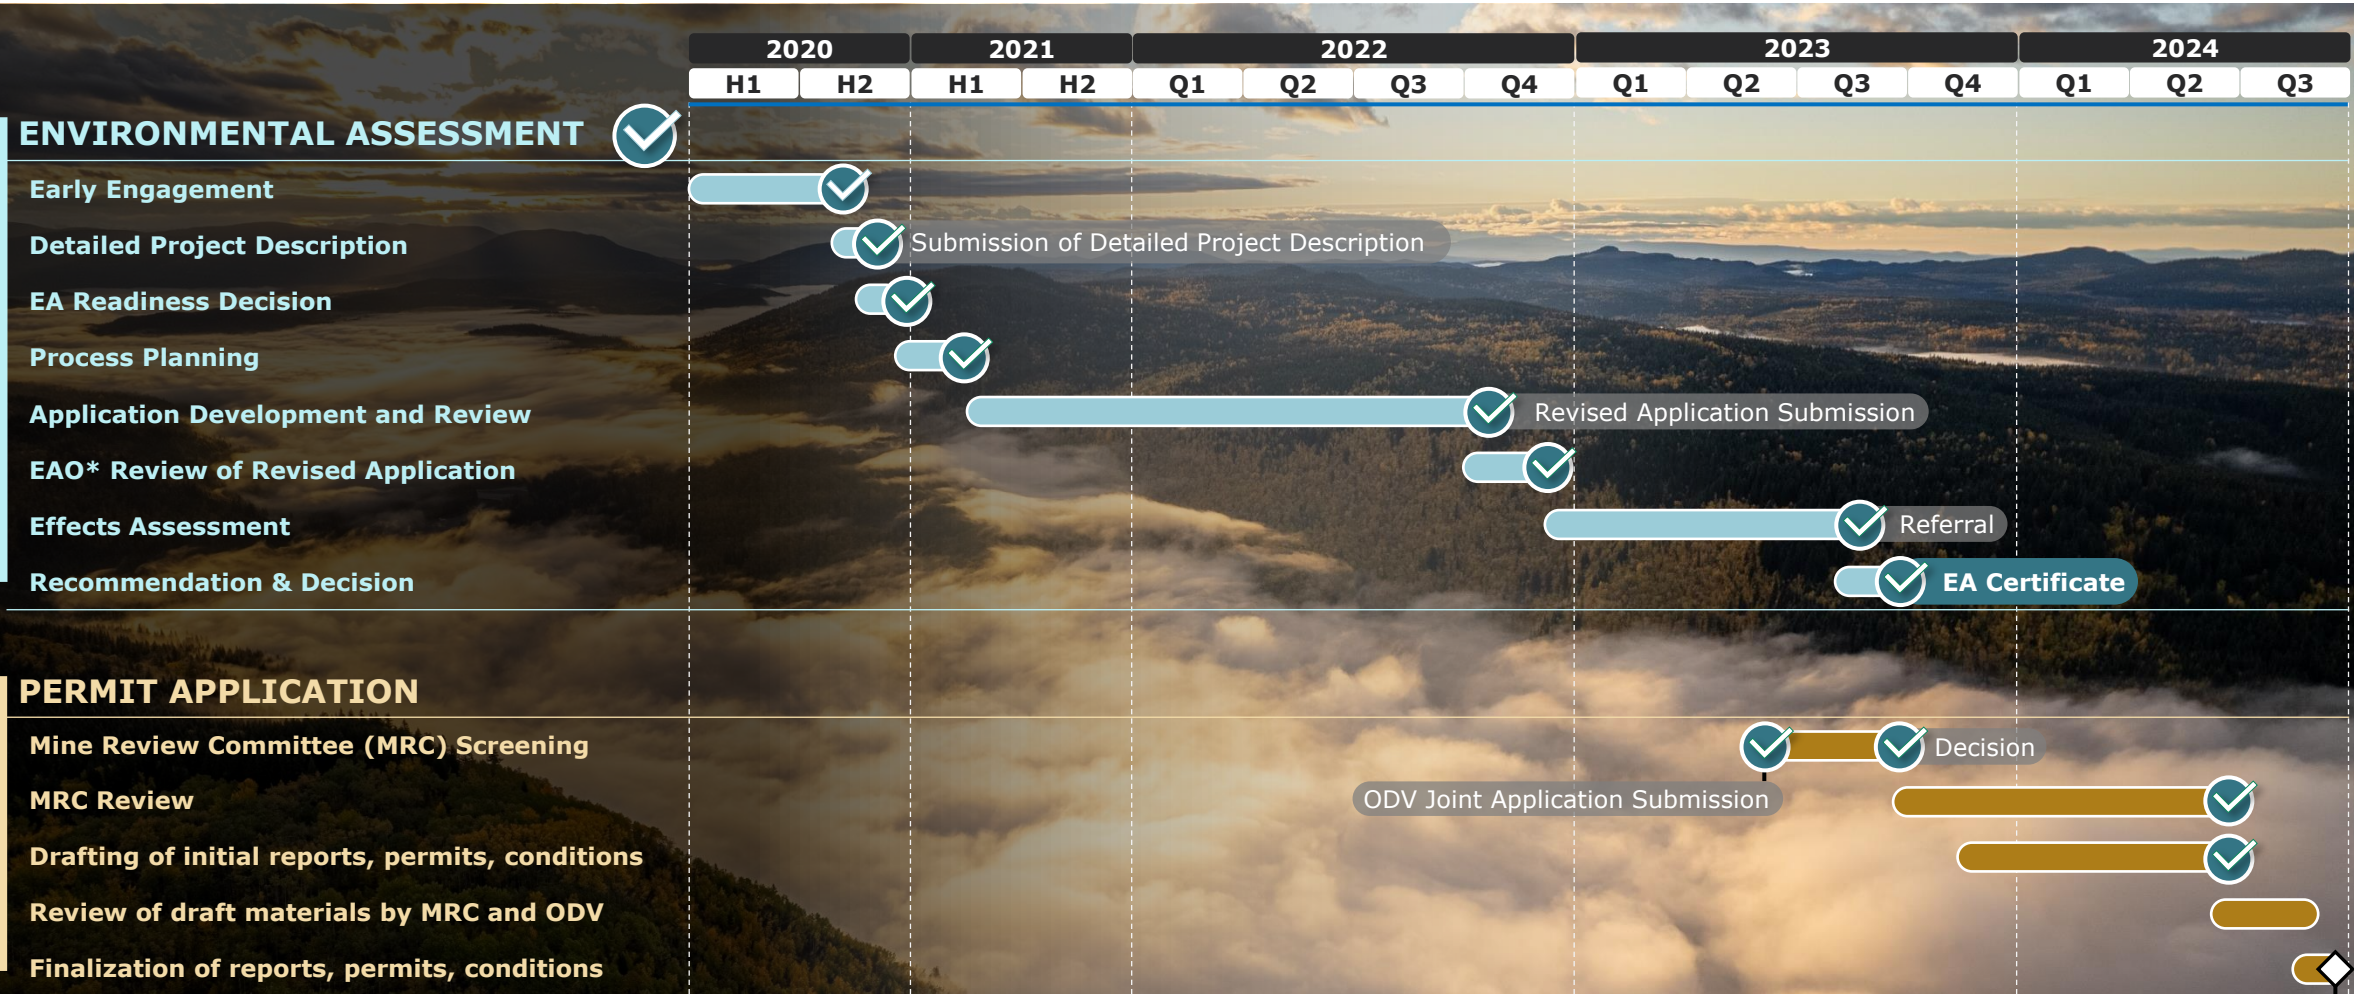 2020 2021 2022 2023 2024
H1 H2 H1 H2 Q1 Q2 Q3 Q4 Q1 Q2 Q3 Q4 Q1 Q2 Q3
ENVIRONMENTAL ASSESSMENT
Early Engagement
Detailed Project Description Submission of Detailed Project Description
EA Readiness Decision
Process Planning
Application Development and Review Revised Application Submission
EAO* Review of Revised Application
Effects Assessment Referral
Recommendation & Decision EA Certificate
PERMIT APPLICATION
Mine Review Committee (MRC) Screening Decision
MRC Review ODV Joint Application Submission
Drafting of initial reports, permits, conditions
Review of draft materials by MRC and ODV
Finalization of reports, permits, conditions